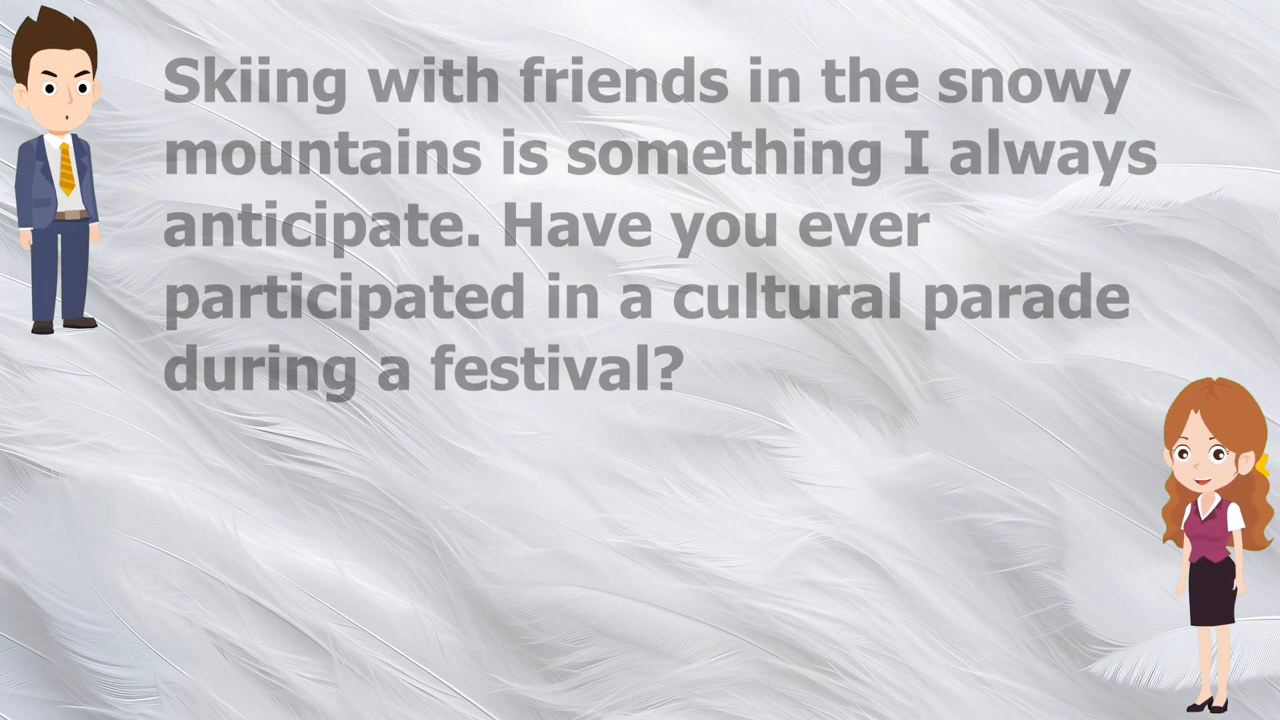 Skiing with friends in the snowy
mountains is something I always
anticipate. Have you ever
participated in a cultural parade
during a festival?